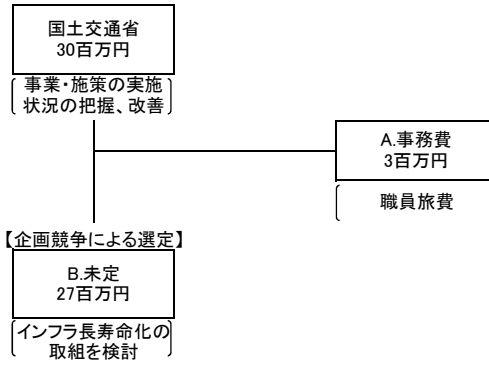 国土交通省
30百万円
事業・施策の実施
状況の把握、改善
A.事務費
3百万円
職員旅費
【企画競争による選定】
B.未定
27百万円
インフラ長寿命化の
取組を検討